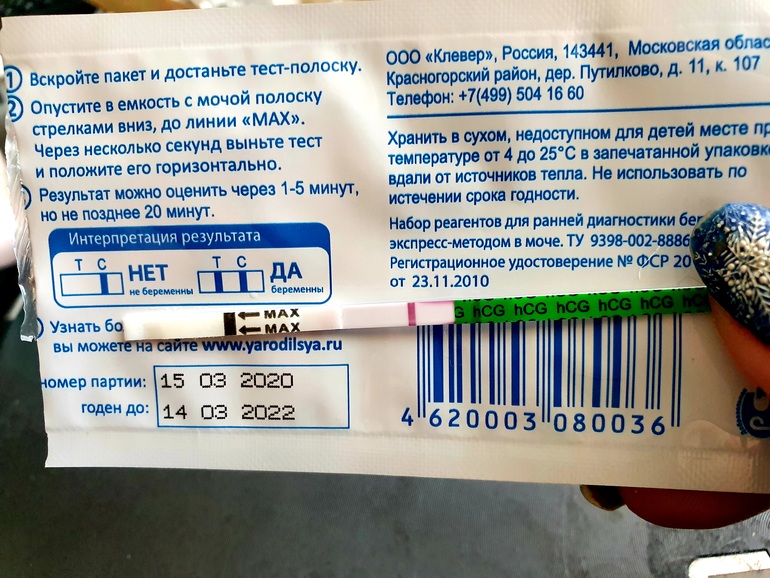 1 Вскройте пакет и достаньте тест-полоску.
2 Опустите в емкость с мочой полоску
стрелками вниз, до линии «MAX».
Через несколько секунд выньте тест
и положите его горизонтально.
Результат можно оценить через 1-5 минут,
но не позднее 20 минут.
Интерпретация результата
T C НЕТ
не беременны
T C ДА
беременны
Узнать бо
вы можете на сайте www.yarodilsya.ru
номер партии: 15 03 2020
годен до: 14 03 2022
ООО «Клевер», Россия, 143441, Московская облас
Красногорский район, дер. Путилково, д. 11, к. 107
Телефон: +7(499) 504 16 60
Хранить в сухом, недоступном для детей месте пр
температуре от 4 до 25°С в запечатанной упаковке
вдали от источников тепла. Не использовать по
истечении срока годности.
Набор реагентов для ранней диагностики бер
экспресс-методом в моче. ТУ 9398-002-8886
Регистрационное удостоверение № ФСР 20
от 23.11.2010
MAX
MAX
G hCG hCG hCG hCG hCG hC
4 620003 080036